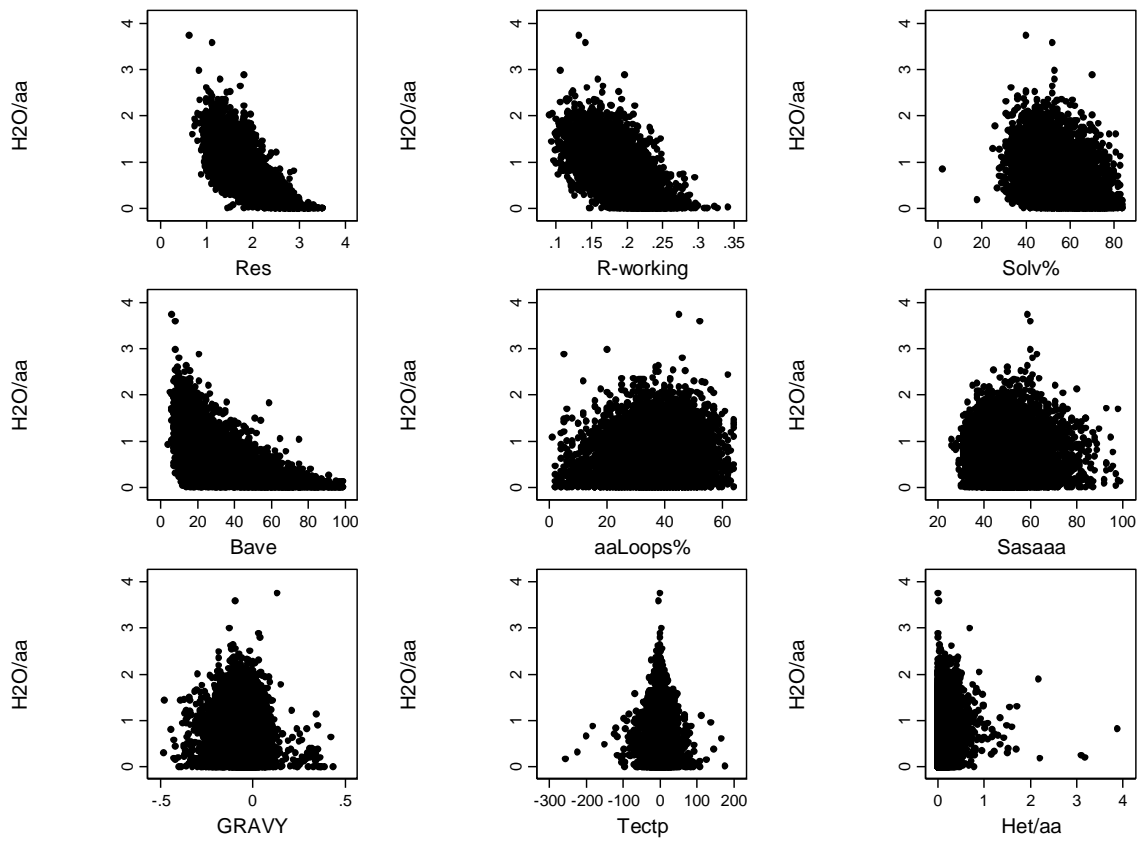 H2O/aa
4
3
2
1
0
0 1 2 3 4
Res
H2O/aa
4
3
2
1
0
.1 .15 .2 .25 .3 .35
R-working
H2O/aa
4
3
2
1
0
0 20 40 60 80
Solv%
H2O/aa
4
3
2
1
0
0 20 40 60 80 100
Bave
H2O/aa
4
3
2
1
0
0 20 40 60
aaLoops%
H2O/aa
4
3
2
1
0
20 40 60 80 100
Sasaaa
H2O/aa
4
3
2
1
0
-.5 0 .5
GRAVY
H2O/aa
4
3
2
1
0
-300 -200 -100 0 100 200
Tectp
H2O/aa
4
3
2
1
0
0 1 2 3 4
Het/aa